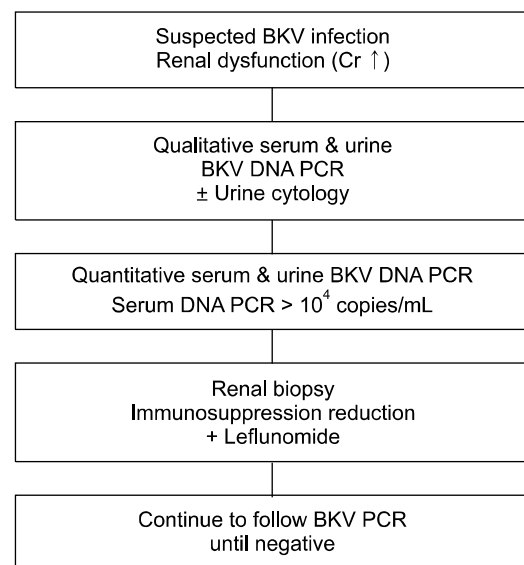 Suspected BKV infection
Renal dysfunction (Cr ↑)
Qualitative serum & urine
BKV DNA PCR
± Urine cytology
Quantitative serum & urine BKV DNA PCR
Serum DNA PCR > 10⁴ copies/mL
Renal biopsy
Immunosuppression reduction
+ Leflunomide
Continue to follow BKV PCR
until negative